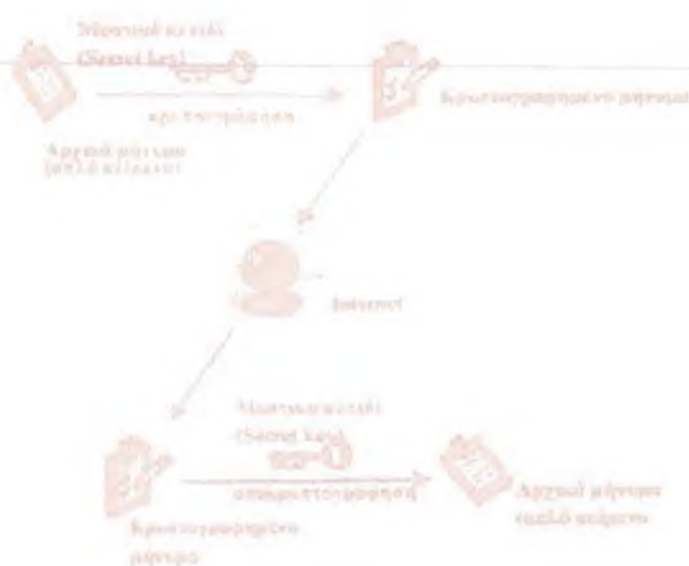 Μυστικό κλειδί
(Secret key)
κρυπτογράφηση
Κρυπτογραφημένο μήνυμα
Αρχικό μήνυμα
(απλό κείμενο)
Internet
Μυστικό κλειδί
(Secret key)
αποκρυπτογράφηση
Αρχικό μήνυμα
(απλό κείμενο
Κρυπτογραφημένο
μήνυμα